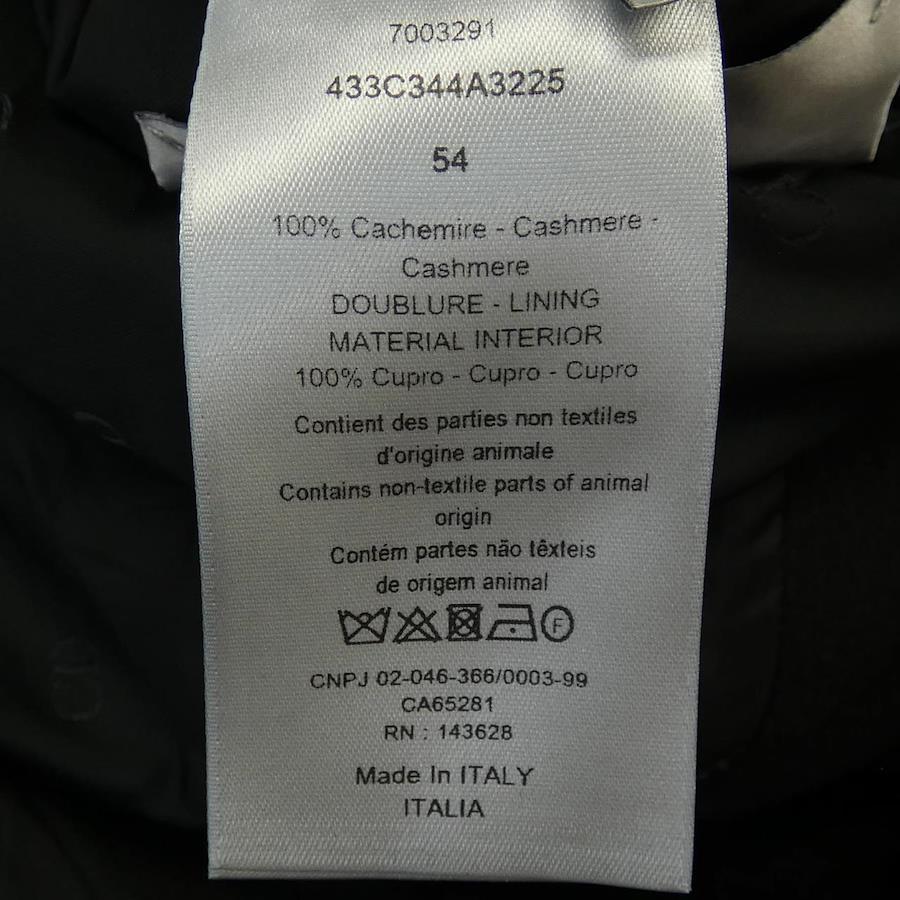 7003291
433C344A3225
54
100% Cachemire - Cashmere -
Cashmere
DOUBLURE - LINING
MATERIAL INTERIOR
100% Cupro - Cupro - Cupro
Contient des parties non textiles
d'origine animale
Contains non-textile parts of animal
origin
Contém partes não têxteis
de origem animal
F
CNPJ 02-046-366/0003-99
CA65281
RN : 143628
Made In ITALY
ITALIA